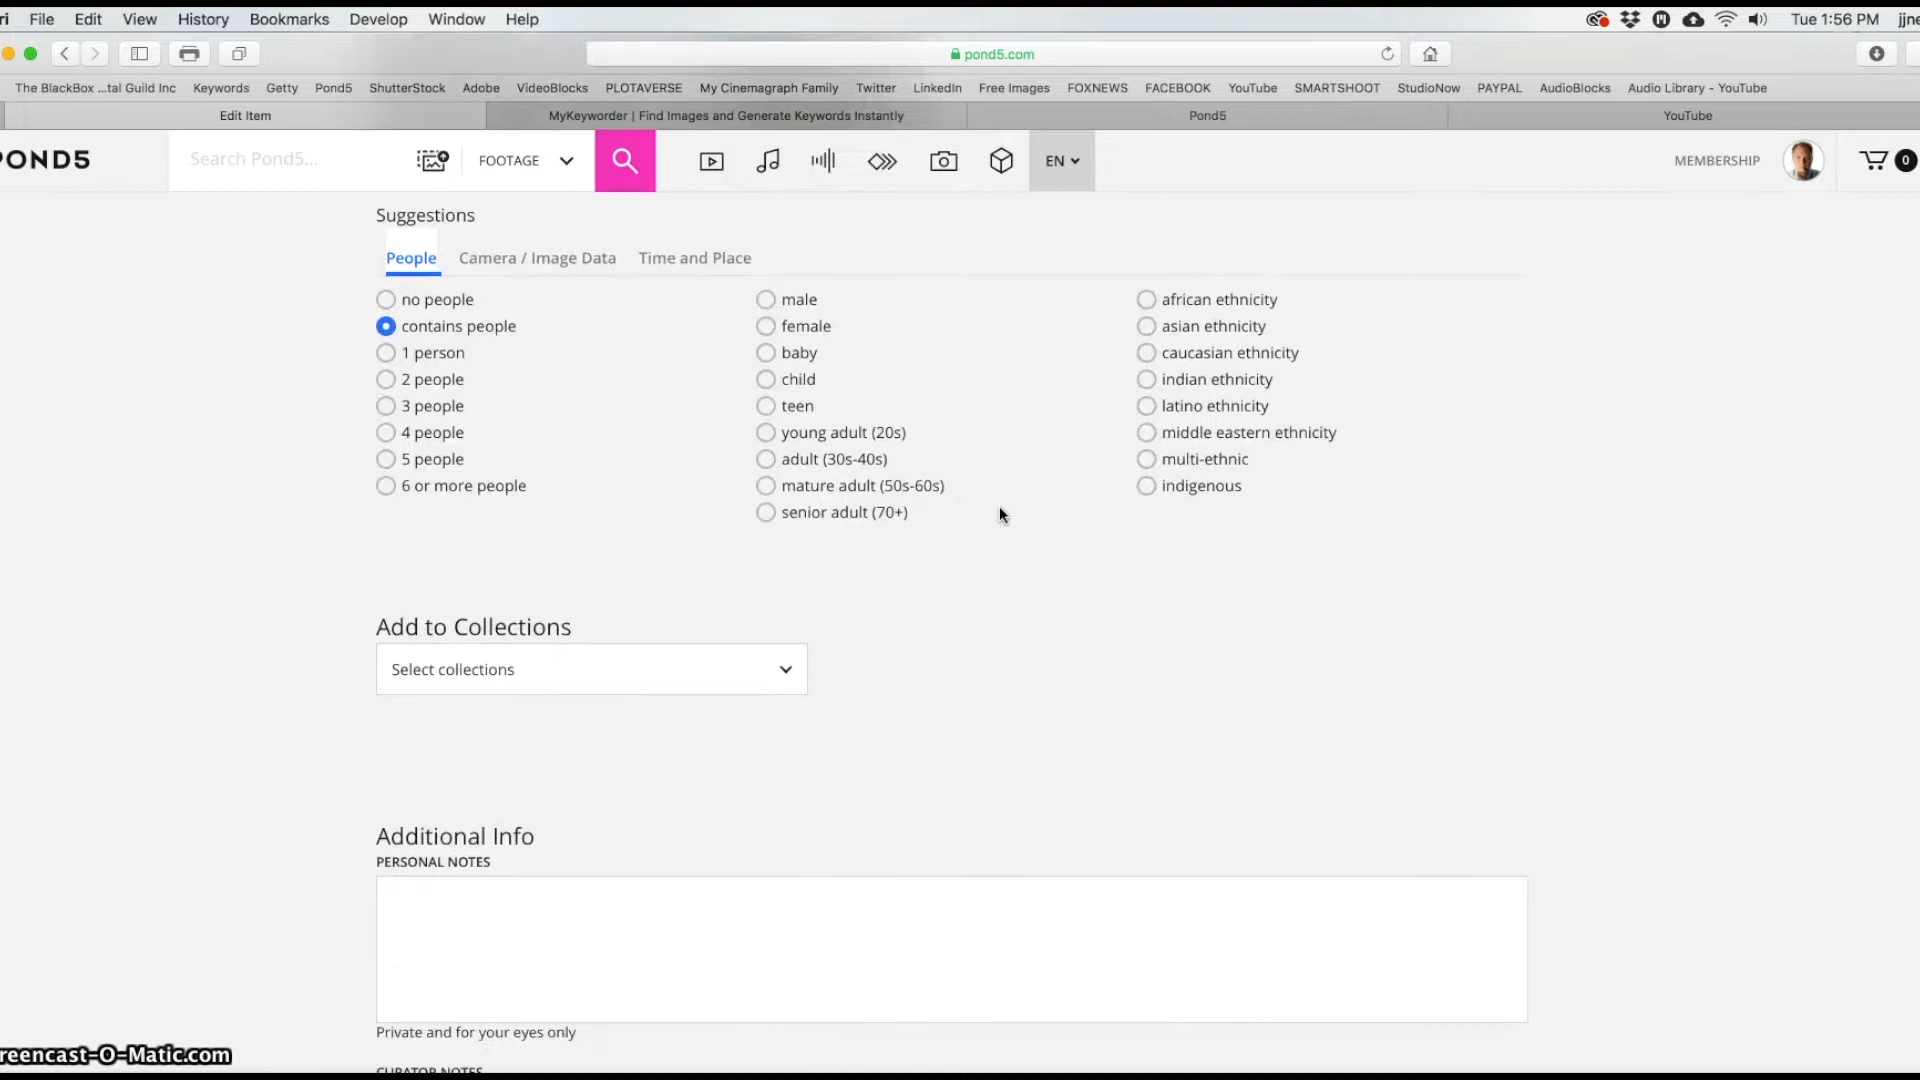 ri File Edit View History Bookmarks Develop Window Help Tue 1:56 PM jjne
pond5.com
The BlackBox ...tal Guild Inc Keywords Getty Pond5 ShutterStock Adobe VideoBlocks PLOTAVERSE My Cinemagraph Family Twitter LinkedIn Free Images FOXNEWS FACEBOOK YouTube SMARTSHOOT StudioNow PAYPAL AudioBlocks Audio Library - YouTube
Edit Item MyKeyworder | Find Images and Generate Keywords Instantly Pond5 YouTube
POND5 Search Pond5... FOOTAGE EN MEMBERSHIP 0
Suggestions
People Camera / Image Data Time and Place
no people male african ethnicity
contains people female asian ethnicity
1 person baby caucasian ethnicity
2 people child indian ethnicity
3 people teen latino ethnicity
4 people young adult (20s) middle eastern ethnicity
5 people adult (30s-40s) multi-ethnic
6 or more people mature adult (50s-60s) indigenous
senior adult (70+)
Add to Collections
Select collections
Additional Info
PERSONAL NOTES
Private and for your eyes only
reencast-O-Matic.com
CURATOR NOTES